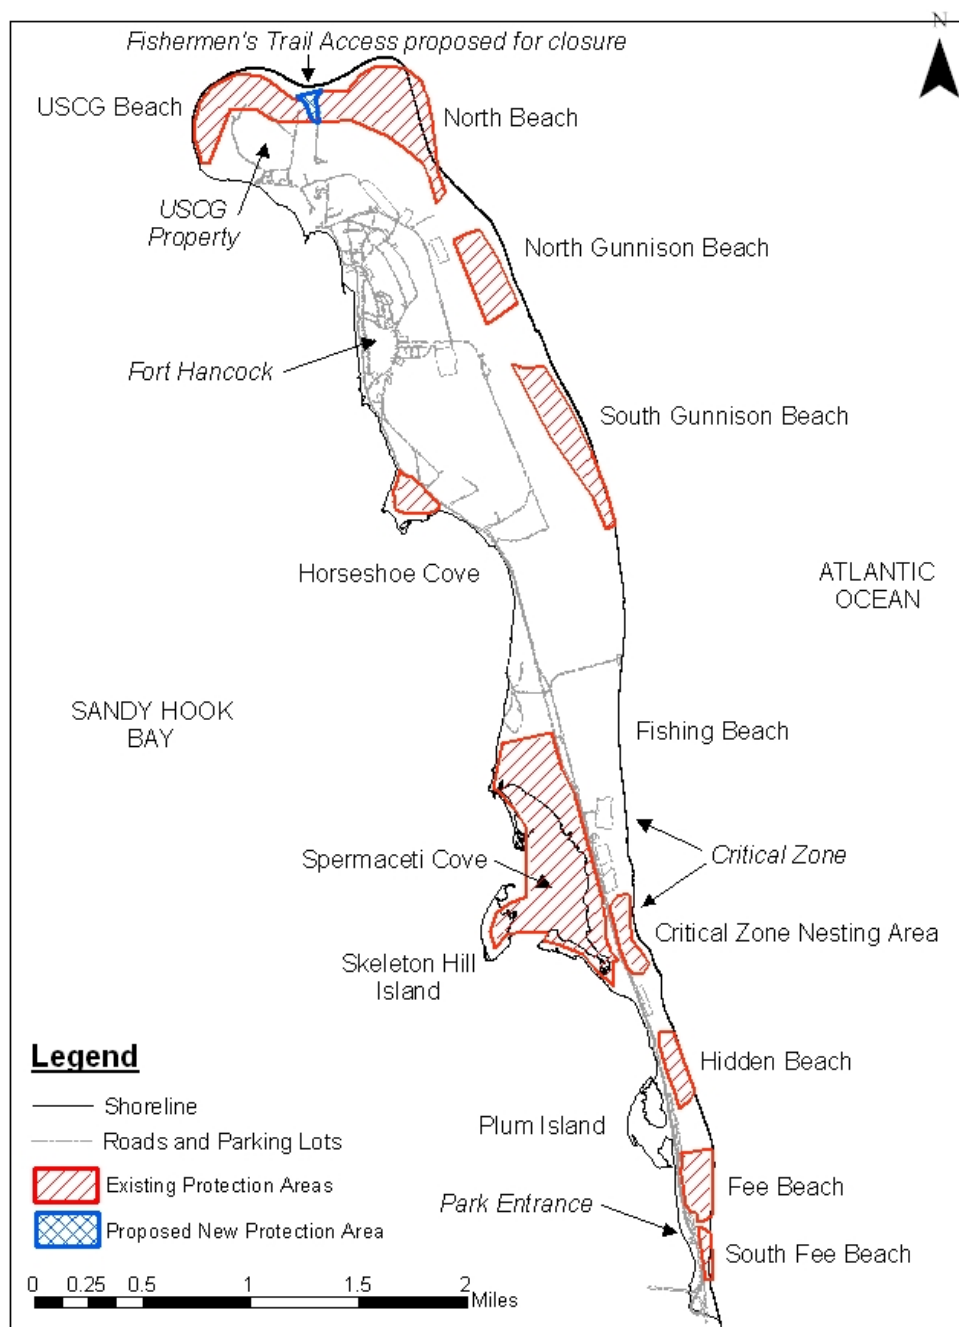 N
Fishermen's Trail Access proposed for closure
USCG Beach
North Beach
USCG
Property
North Gunnison Beach
Fort Hancock
South Gunnison Beach
Horseshoe Cove
ATLANTIC
OCEAN
SANDY HOOK
BAY
Fishing Beach
Spermaceti Cove
Critical Zone
Critical Zone Nesting Area
Skeleton Hill
Island
Hidden Beach
Plum Island
Fee Beach
Park Entrance
South Fee Beach
Legend
Shoreline
Roads and Parking Lots
Existing Protection Areas
Proposed New Protection Area
0 0.25 0.5 1 1.5 2
Miles